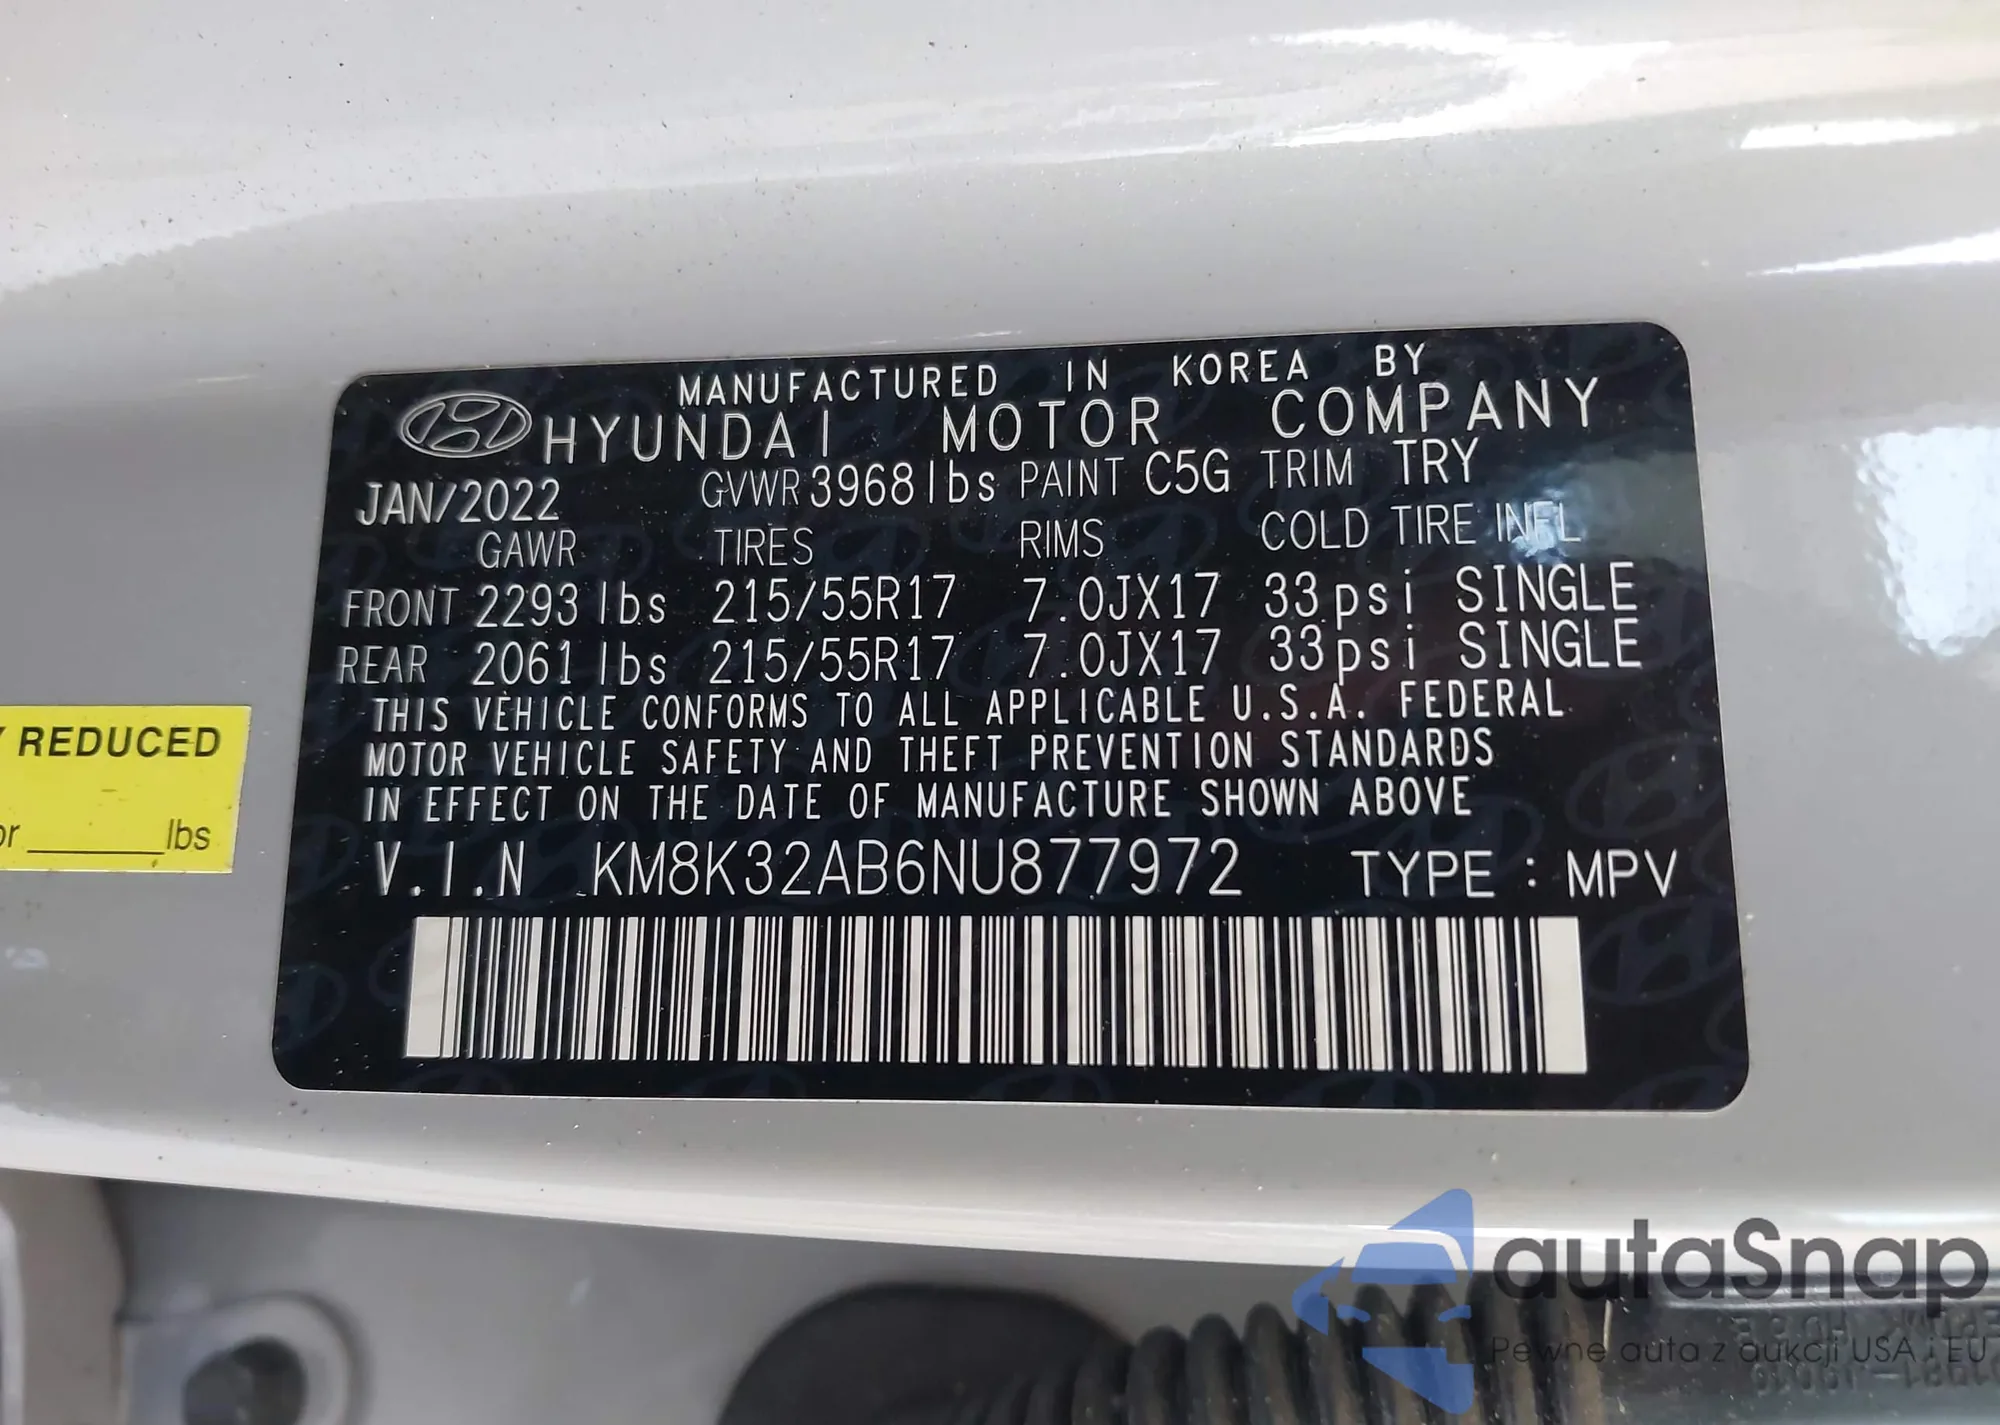 MANUFACTURED IN KOREA BY
HYUNDAI MOTOR COMPANY
JAN/2022 GVWR 3968 lbs PAINT C5G TRIM TRY
GAWR TIRES RIMS COLD TIRE INFL
FRONT 2293 lbs 215/55R17 7.0JX17 33psi SINGLE
REAR 2061 lbs 215/55R17 7.0JX17 33psi SINGLE
THIS VEHICLE CONFORMS TO ALL APPLICABLE U.S.A. FEDERAL
MOTOR VEHICLE SAFETY AND THEFT PREVENTION STANDARDS
IN EFFECT ON THE DATE OF MANUFACTURE SHOWN ABOVE
V.I.N KM8K32AB6NU877972 TYPE : MPV
REDUCED
lbs
autaSnap
Pewne auta z aukcji USA i EU